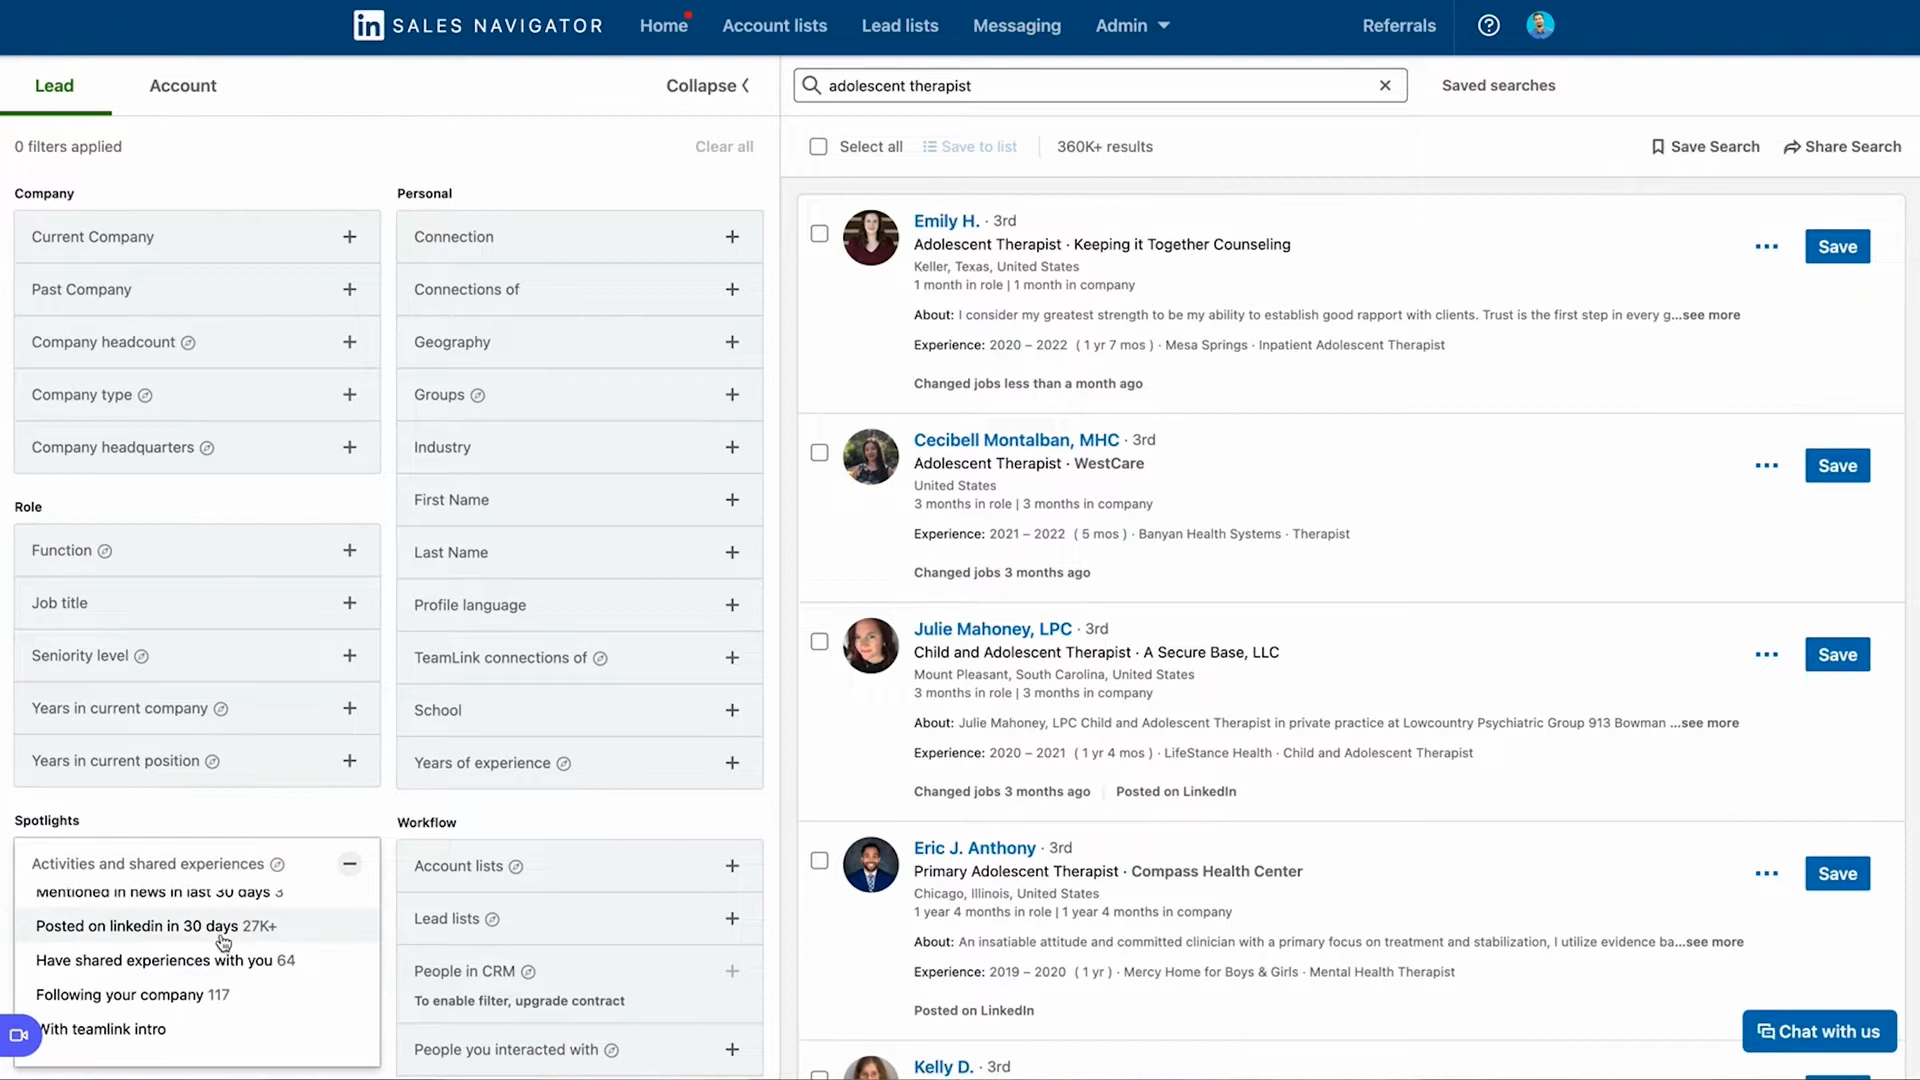 in SALES NAVIGATOR
Home
Account lists
Lead lists
Messaging
Admin
Referrals
Lead
Account
Collapse
0 filters applied
Clear all
Company
Current Company
Past Company
Company headcount
Company type
Company headquarters
Role
Function
Job title
Seniority level
Years in current company
Years in current position
Spotlights
Activities and shared experiences
Mentioned in news in last 30 days 3
Posted on linkedin in 30 days 27K+
Have shared experiences with you 64
Following your company 117
With teamlink intro
Personal
Connection
Connections of
Geography
Groups
Industry
First Name
Last Name
Profile language
TeamLink connections of
School
Years of experience
Workflow
Account lists
Lead lists
People in CRM
To enable filter, upgrade contract
People you interacted with
adolescent therapist
Saved searches
Select all
Save to list
360K+ results
Save Search
Share Search
Emily H. · 3rd
Adolescent Therapist · Keeping it Together Counseling
Keller, Texas, United States
1 month in role | 1 month in company
About: I consider my greatest strength to be my ability to establish good rapport with clients. Trust is the first step in every g...see more
Experience: 2020 – 2022 ( 1 yr 7 mos ) · Mesa Springs · Inpatient Adolescent Therapist
Changed jobs less than a month ago
Save
Cecibell Montalban, MHC · 3rd
Adolescent Therapist · WestCare
United States
3 months in role | 3 months in company
Experience: 2021 – 2022 ( 5 mos ) · Banyan Health Systems · Therapist
Changed jobs 3 months ago
Save
Julie Mahoney, LPC · 3rd
Child and Adolescent Therapist · A Secure Base, LLC
Mount Pleasant, South Carolina, United States
3 months in role | 3 months in company
About: Julie Mahoney, LPC Child and Adolescent Therapist in private practice at Lowcountry Psychiatric Group 913 Bowman ...see more
Experience: 2020 – 2021 ( 1 yr 4 mos ) · LifeStance Health · Child and Adolescent Therapist
Changed jobs 3 months ago | Posted on LinkedIn
Save
Eric J. Anthony · 3rd
Primary Adolescent Therapist · Compass Health Center
Chicago, Illinois, United States
1 year 4 months in role | 1 year 4 months in company
About: An insatiable attitude and committed clinician with a primary focus on treatment and stabilization, I utilize evidence ba...see more
Experience: 2019 – 2020 ( 1 yr ) · Mercy Home for Boys & Girls · Mental Health Therapist
Posted on LinkedIn
Save
Kelly D. · 3rd
Chat with us